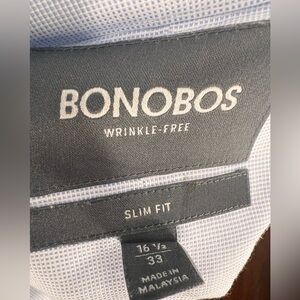 BONOBOS
WRINKLE-FREE
SLIM FIT
16 ½
33
MADE IN
MALAYSIA